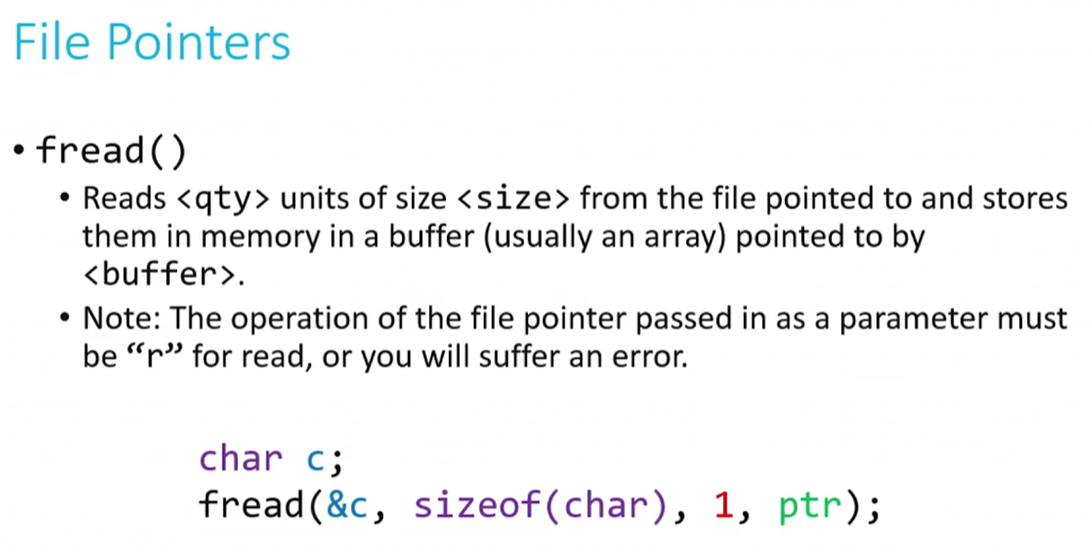 File Pointers
• fread()
• Reads <qty> units of size <size> from the file pointed to and stores
them in memory in a buffer (usually an array) pointed to by
<buffer>.
• Note: The operation of the file pointer passed in as a parameter must
be “r” for read, or you will suffer an error.
char c;
fread(&c, sizeof(char), 1, ptr);